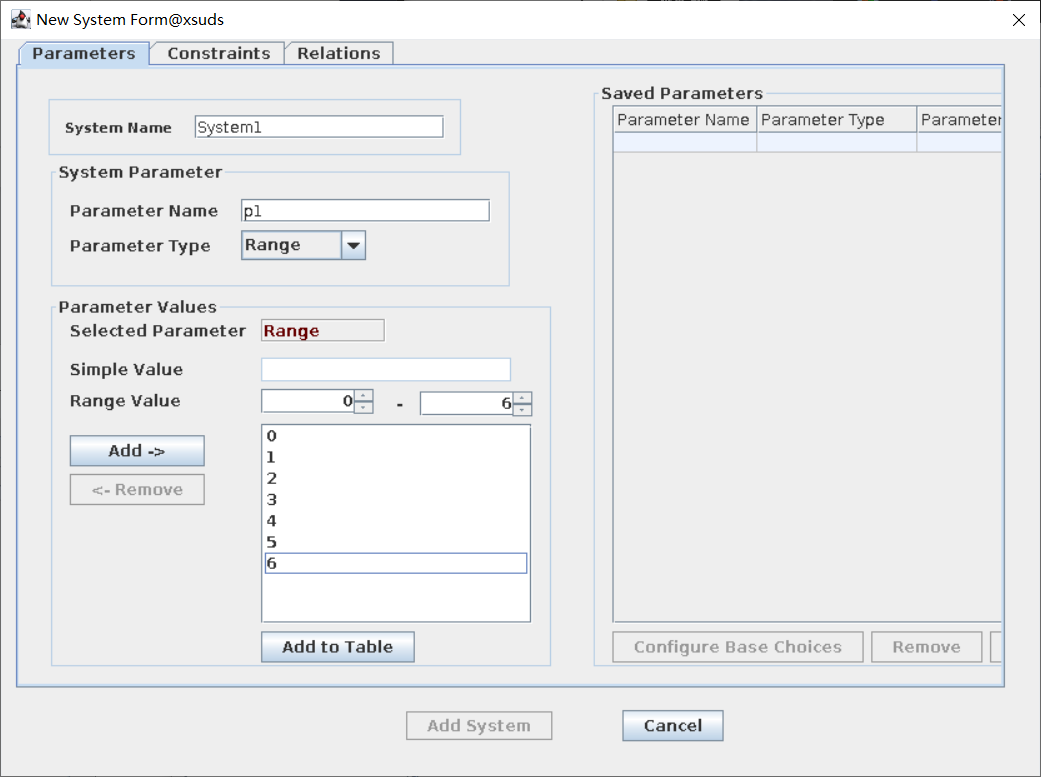 New System Form@xsuds
Parameters Constraints Relations
System Name System1
System Parameter
Parameter Name p1
Parameter Type Range
Parameter Values
Selected Parameter Range
Simple Value
Range Value 0 - 6
Add ->
<- Remove
0
1
2
3
4
5
6
Add to Table
Saved Parameters
Parameter Name Parameter Type Parameter
Configure Base Choices Remove
Add System Cancel